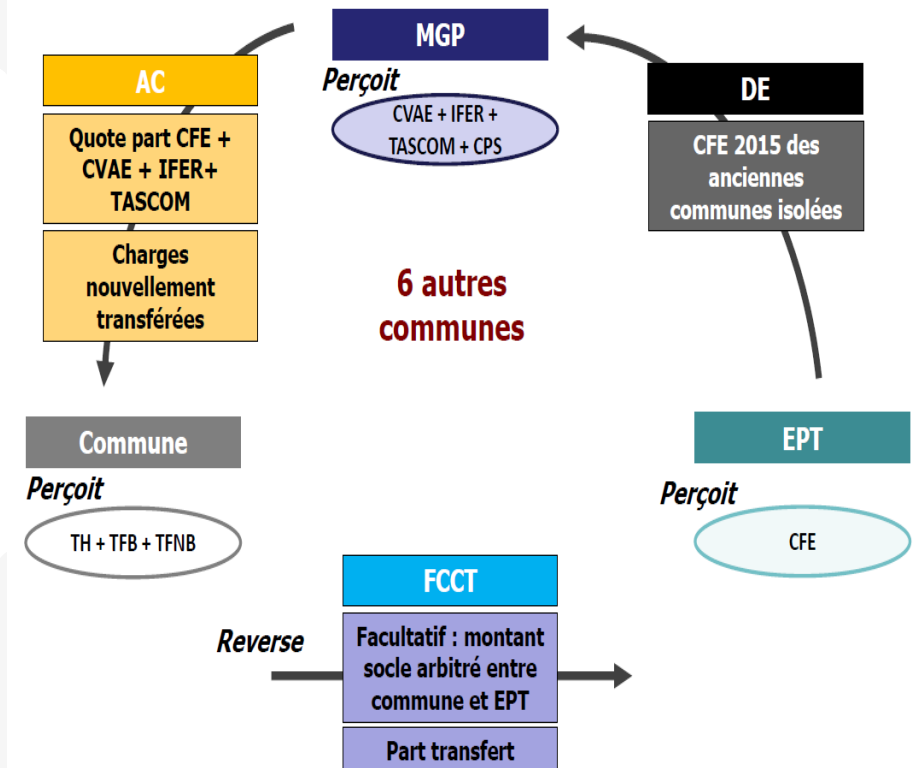 MGP
Perçoit
CVAE + IFER +
TASCOM + CPS
AC
Quote part CFE +
CVAE + IFER+
TASCOM
Charges
nouvellement
transférées
DE
CFE 2015 des
anciennes
communes isolées
6 autres
communes
Commune
Perçoit
TH + TFB + TFNB
EPT
Perçoit
CFE
FCCT
Reverse
Facultatif : montant
socle arbitré entre
commune et EPT
Part transfert